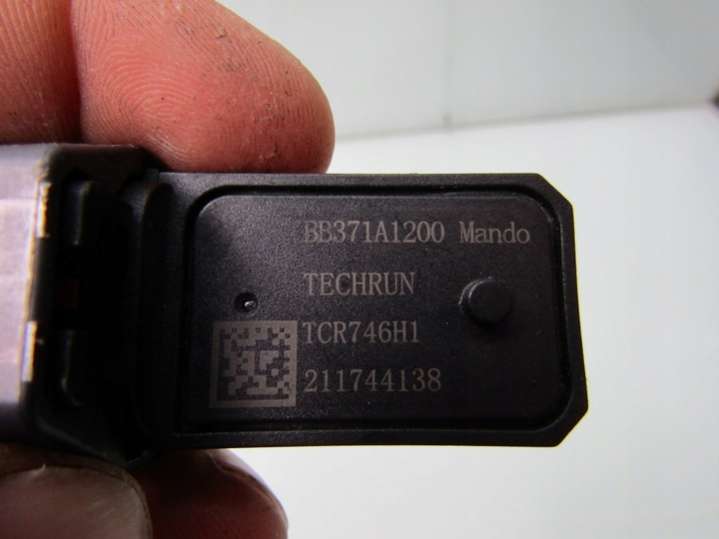 BB371A1200 Mando
TECHRUN
TCR746H1
211744138